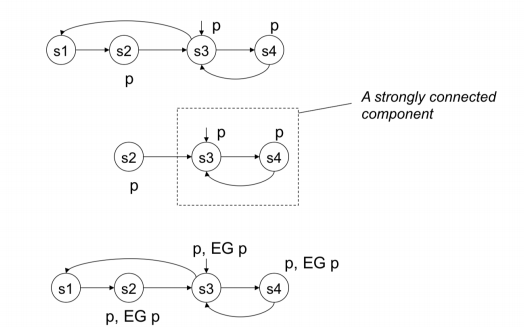 p p
s1 s2 s3 s4
p
A strongly connected
component
p p
s2 s3 s4
p
p, EG p
p, EG p
s1 s2 s3 s4
p, EG p